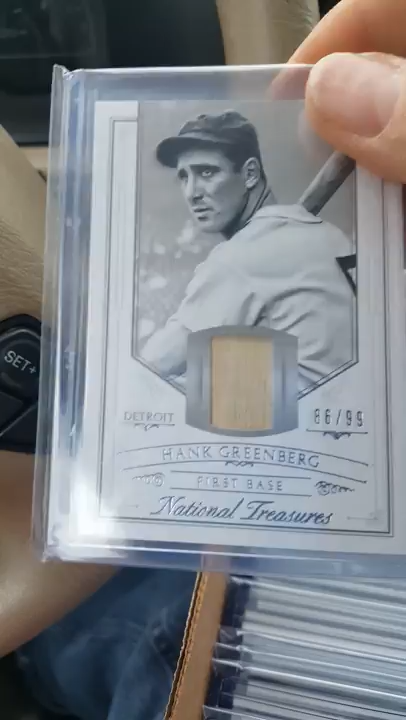 SET+
DETROIT
86/99
HANK GREENBERG
FIRST BASE
National Treasures